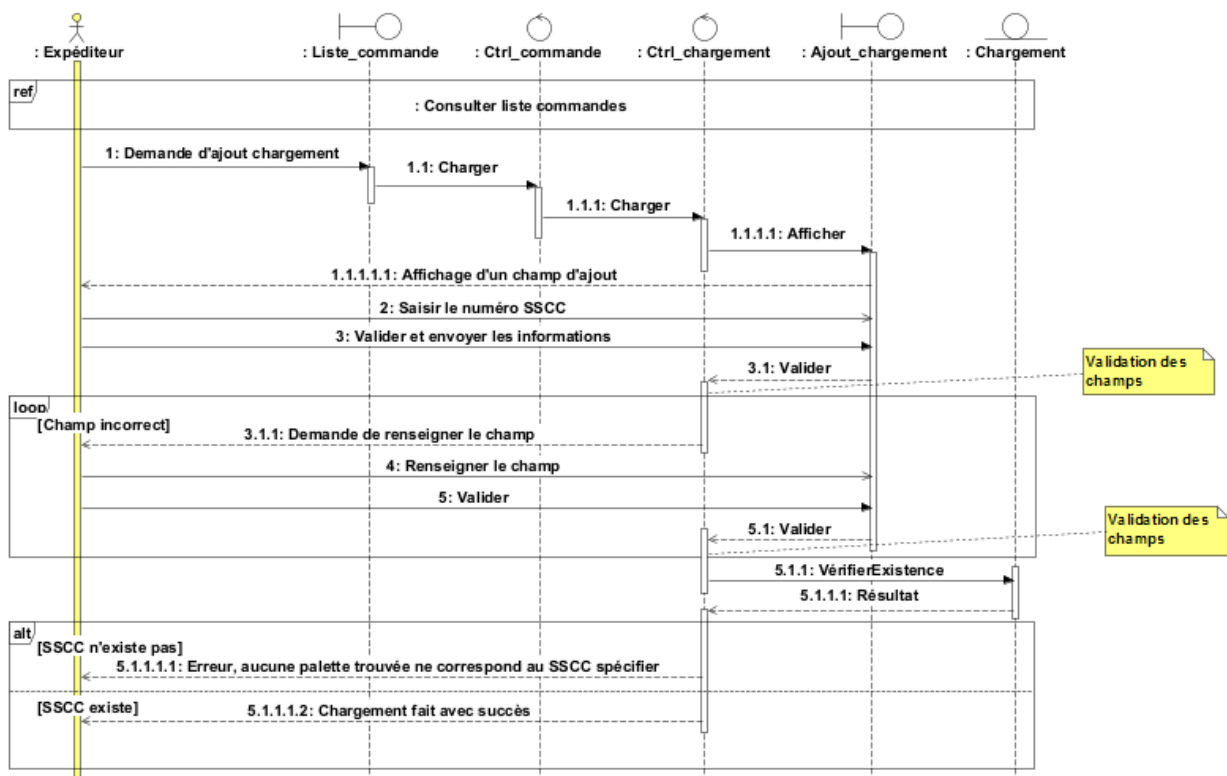 : Expéditeur
: Liste_commande
: Ctrl_commande
: Ctrl_chargement
: Ajout_chargement
: Chargement
ref
: Consulter liste commandes
1: Demande d'ajout chargement
1.1: Charger
1.1.1: Charger
1.1.1.1: Afficher
1.1.1.1.1: Affichage d'un champ d'ajout
2: Saisir le numéro SSCC
3: Valider et envoyer les informations
3.1: Valider
Validation des
champs
loop
[Champ incorrect]
3.1.1: Demande de renseigner le champ
4: Renseigner le champ
5: Valider
5.1: Valider
Validation des
champs
5.1.1: VérifierExistence
5.1.1.1: Résultat
alt
[SSCC n'existe pas]
5.1.1.1.1: Erreur, aucune palette trouvée ne correspond au SSCC spécifier
[SSCC existe]
5.1.1.1.2: Chargement fait avec succès